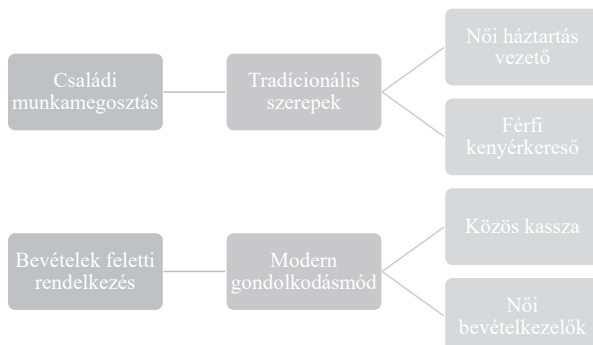 Családi
munkamegosztás
Tradícionális
szerepek
Női háztartás
vezető
Férfi
kenyérkereső
Bevételek feletti
rendelkezés
Modern
gondolkodásmód
Közös kassza
Női
bevételkezelők